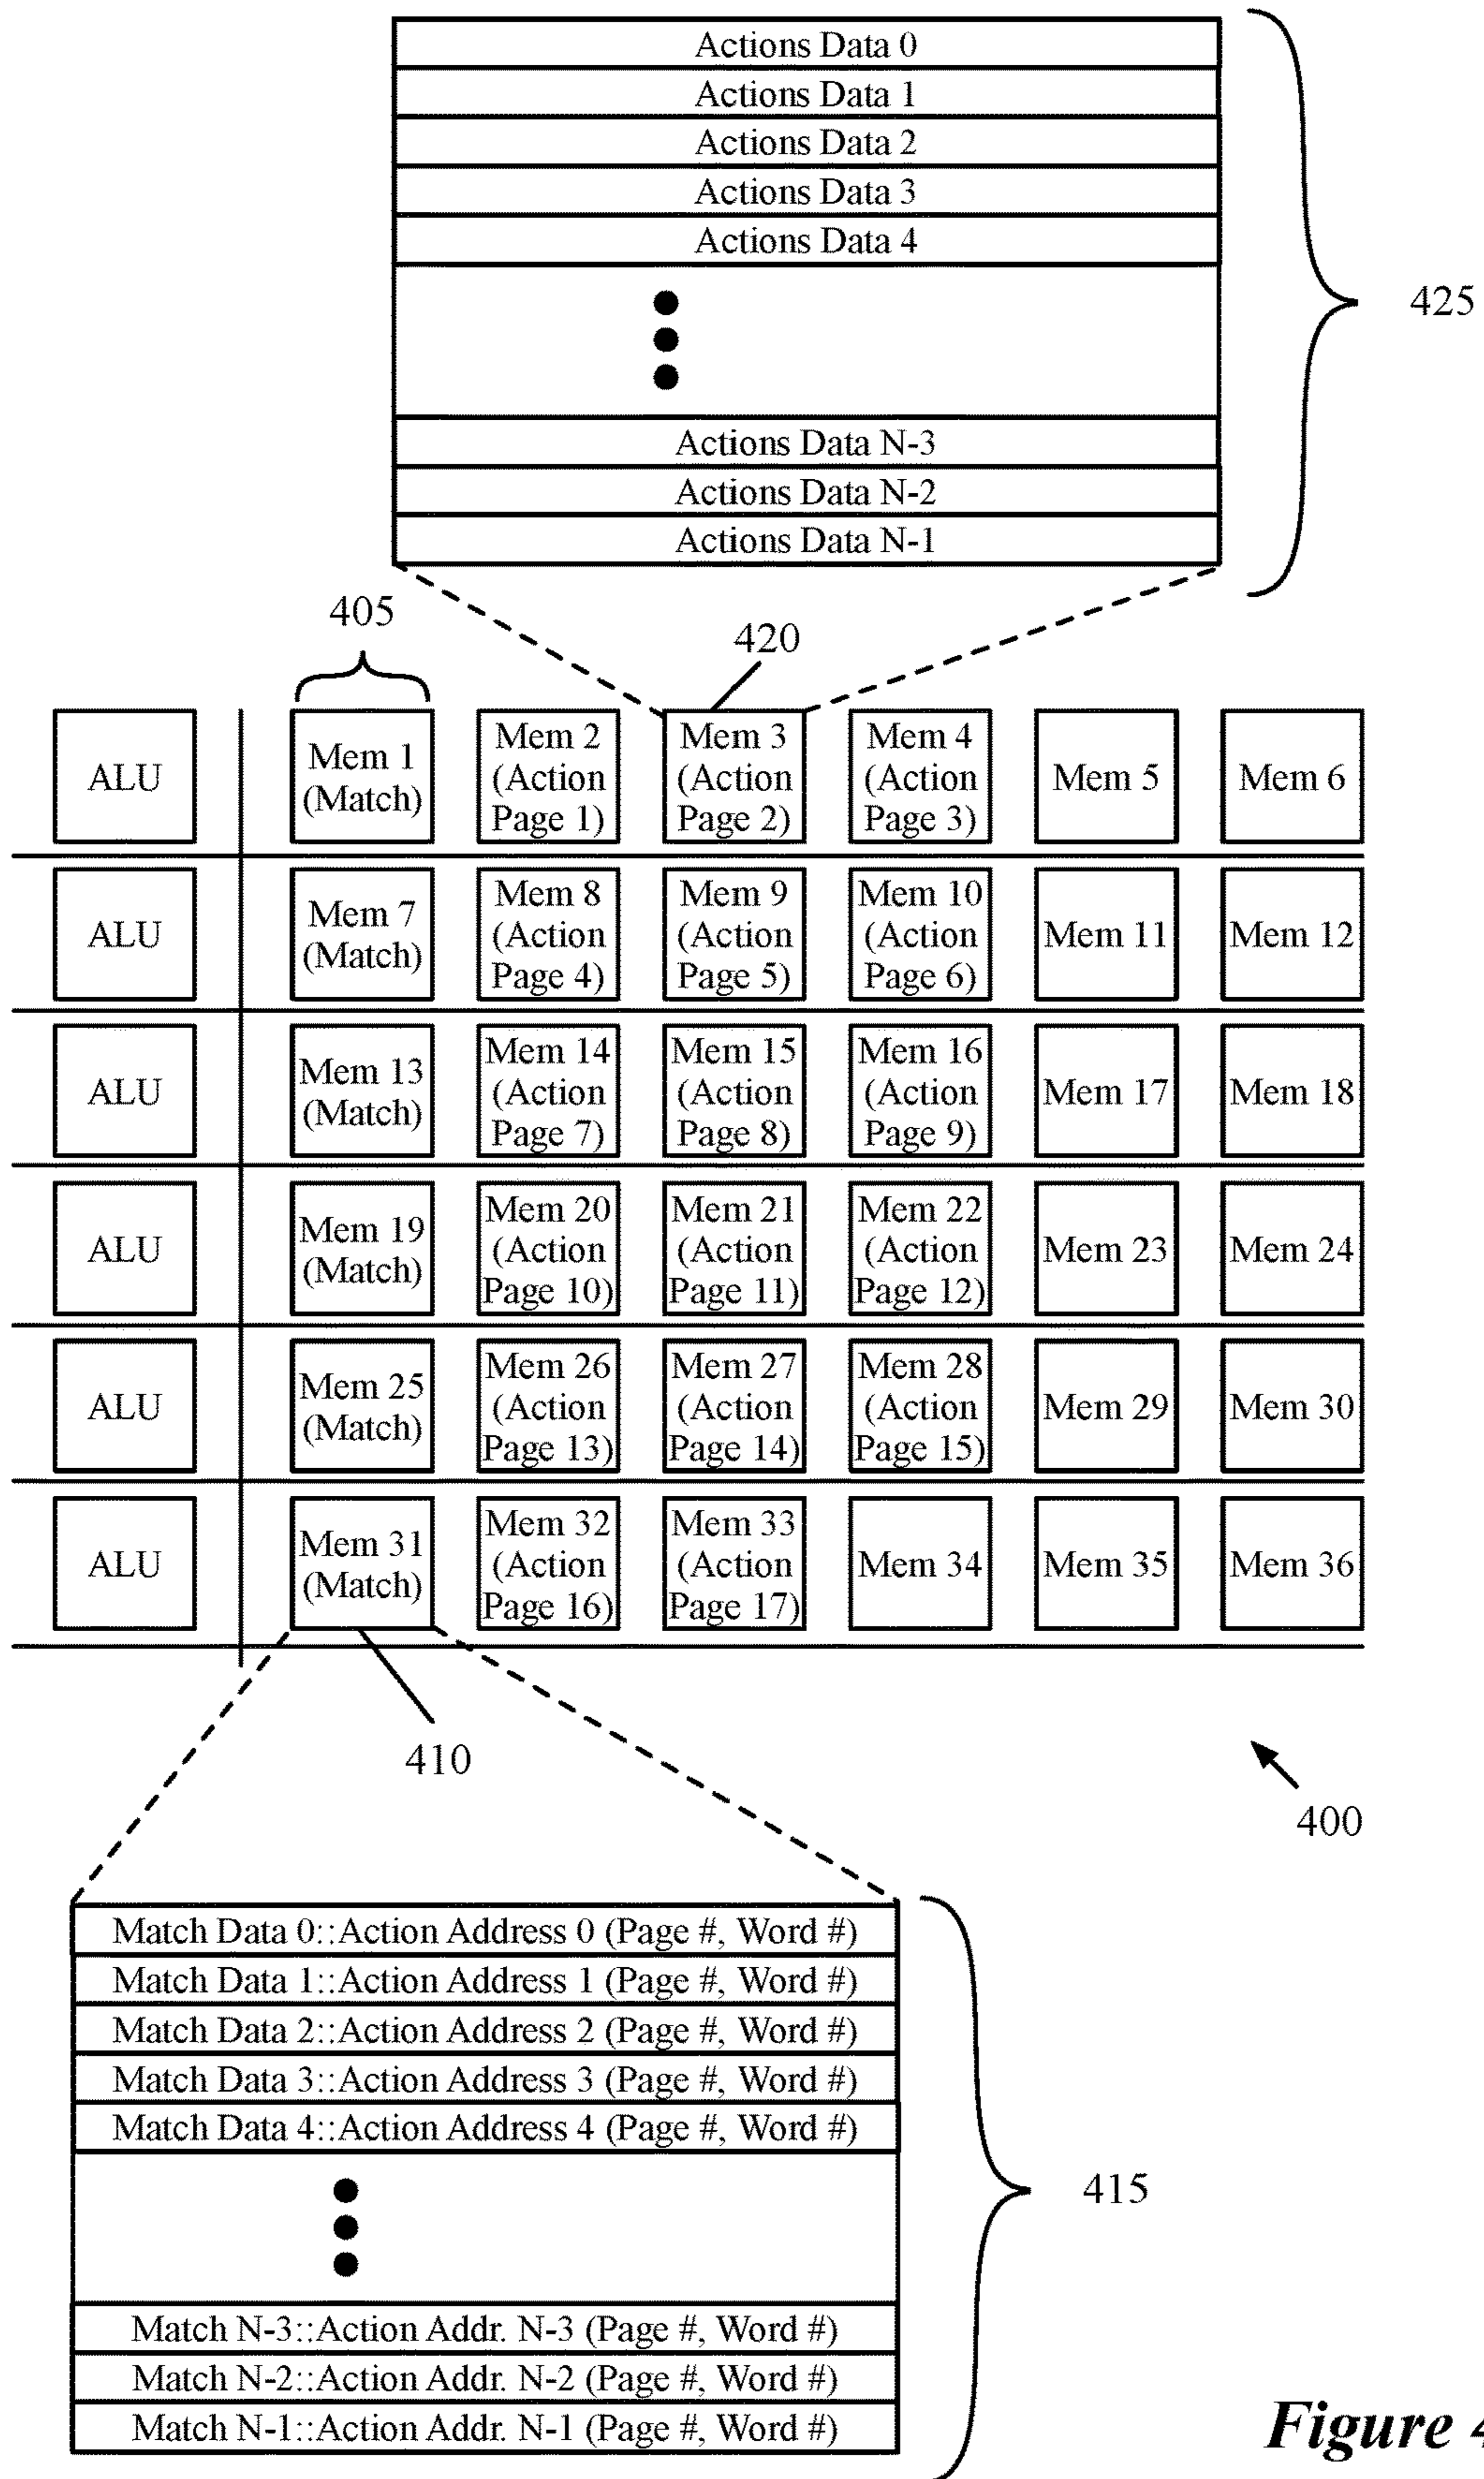 Actions Data 0
Actions Data 1
Actions Data 2
Actions Data 3
Actions Data 4
425
Actions Data N-3
Actions Data N-2
Actions Data N-1
405
420
ALU
Mem 1
(Match)
Mem 2
(Action
Page 1)
Mem 3
(Action
Page 2)
Mem 4
(Action
Page 3)
Mem 5
Mem 6
ALU
Mem 7
(Match)
Mem 8
(Action
Page 4)
Mem 9
(Action
Page 5)
Mem 10
(Action
Page 6)
Mem 11
Mem 12
ALU
Mem 13
(Match)
Mem 14
(Action
Page 7)
Mem 15
(Action
Page 8)
Mem 16
(Action
Page 9)
Mem 17
Mem 18
ALU
Mem 19
(Match)
Mem 20
(Action
Page 10)
Mem 21
(Action
Page 11)
Mem 22
(Action
Page 12)
Mem 23
Mem 24
ALU
Mem 25
(Match)
Mem 26
(Action
Page 13)
Mem 27
(Action
Page 14)
Mem 28
(Action
Page 15)
Mem 29
Mem 30
ALU
Mem 31
(Match)
Mem 32
(Action
Page 16)
Mem 33
(Action
Page 17)
Mem 34
Mem 35
Mem 36
410
400
Match Data 0::Action Address 0 (Page #, Word #)
Match Data 1::Action Address 1 (Page #, Word #)
Match Data 2::Action Address 2 (Page #, Word #)
Match Data 3::Action Address 3 (Page #, Word #)
Match Data 4::Action Address 4 (Page #, Word #)
415
Match N-3::Action Addr. N-3 (Page #, Word #)
Match N-2::Action Addr. N-2 (Page #, Word #)
Match N-1::Action Addr. N-1 (Page #, Word #)
Figure 4